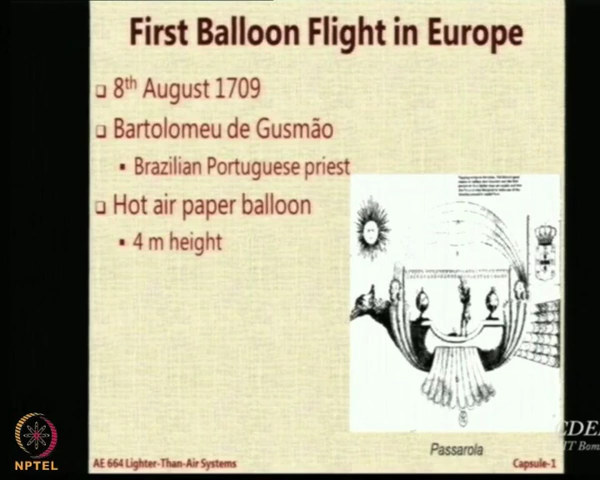 First Balloon Flight in Europe
8th August 1709
Bartolomeu de Gusmão
Brazilian Portuguese priest
Hot air paper balloon
4 m height
Passarola
NPTEL
AE 664 Lighter-Than-Air Systems
Capsule-1